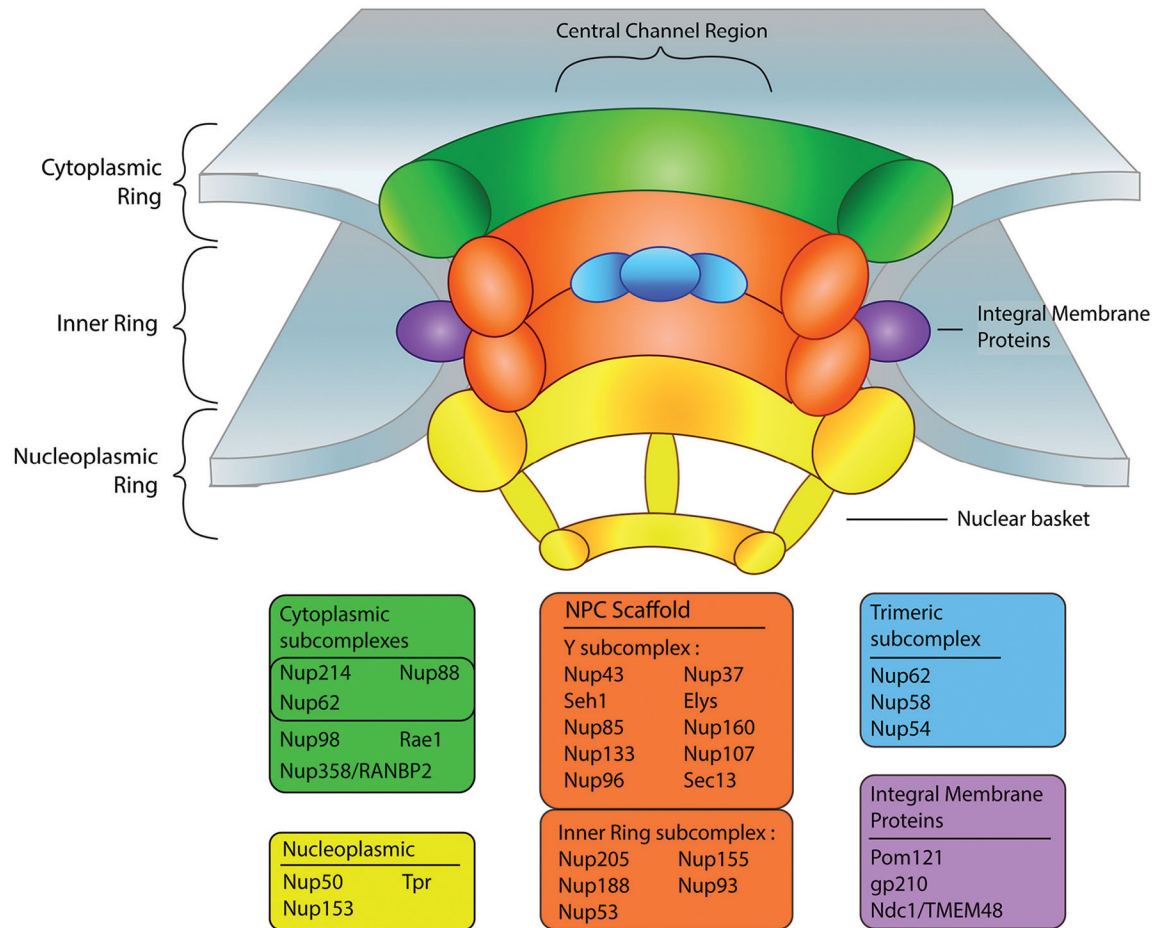 Central Channel Region
Cytoplasmic
Ring
Inner Ring
Integral Membrane
Proteins
Nucleoplasmic
Ring
Nuclear basket
Cytoplasmic
subcomplexes
Nup214 Nup88
Nup62
Nup98 Rae1
Nup358/RANBP2
Nucleoplasmic
Nup50 Tpr
Nup153
NPC Scaffold
Y subcomplex :
Nup43 Nup37
Seh1 Elys
Nup85 Nup160
Nup133 Nup107
Nup96 Sec13
Inner Ring subcomplex :
Nup205 Nup155
Nup188 Nup93
Nup53
Trimeric
subcomplex
Nup62
Nup58
Nup54
Integral Membrane
Proteins
Pom121
gp210
Ndc1/TMEM48